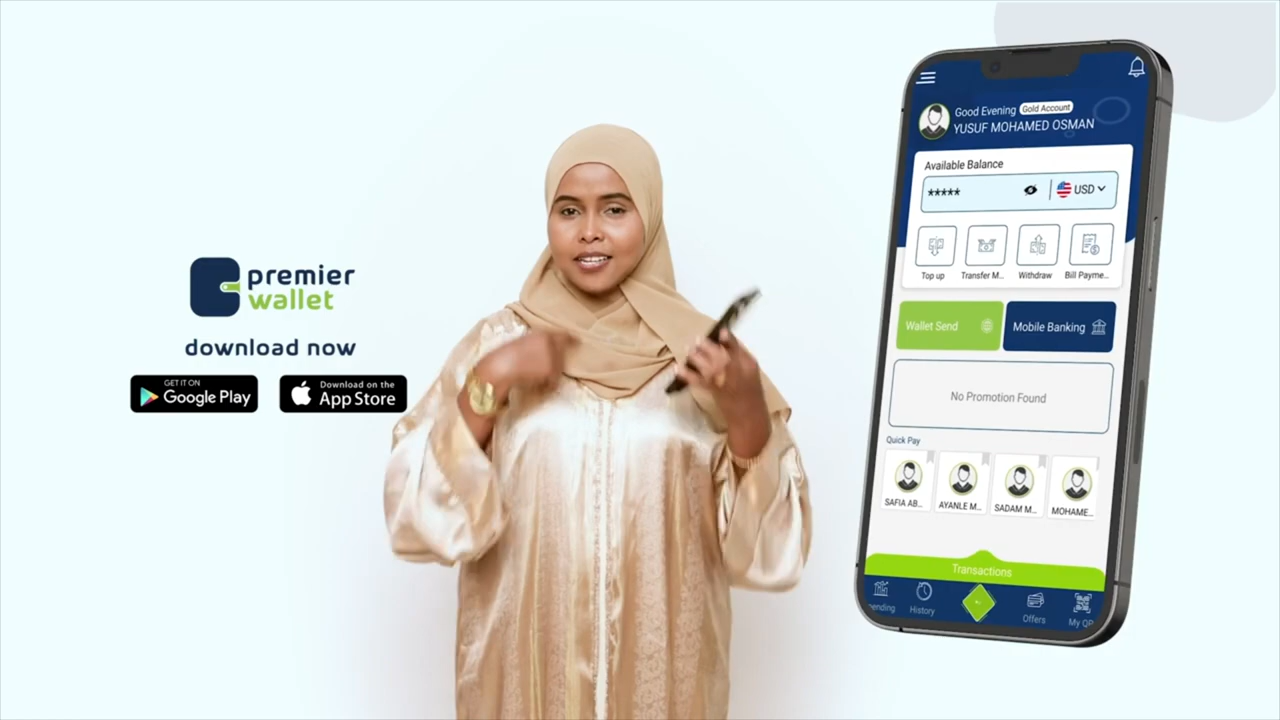 premier
wallet
download now
GET IT ON
Google Play
Download on the
App Store
Good Evening Gold Account
YUSUF MOHAMED OSMAN
Available Balance
***** USD
Top up Transfer M... Withdraw Bill Payme...
Wallet Send Mobile Banking
No Promotion Found
Quick Pay
SAFIA AB... AYANLE M... SADAM M... MOHAME...
Transactions
pending History Offers My QR